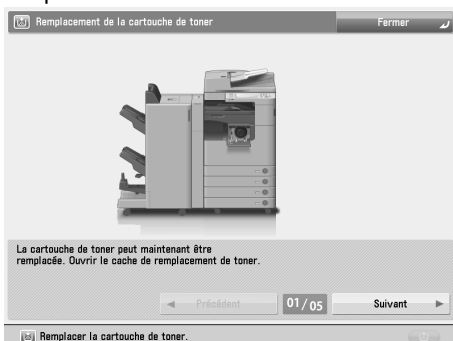 Remplacement de la cartouche de toner
Fermer
La cartouche de toner peut maintenant être
remplacée. Ouvrir le cache de remplacement de toner.
Précédent
01/05
Suivant
Remplacer la cartouche de toner.